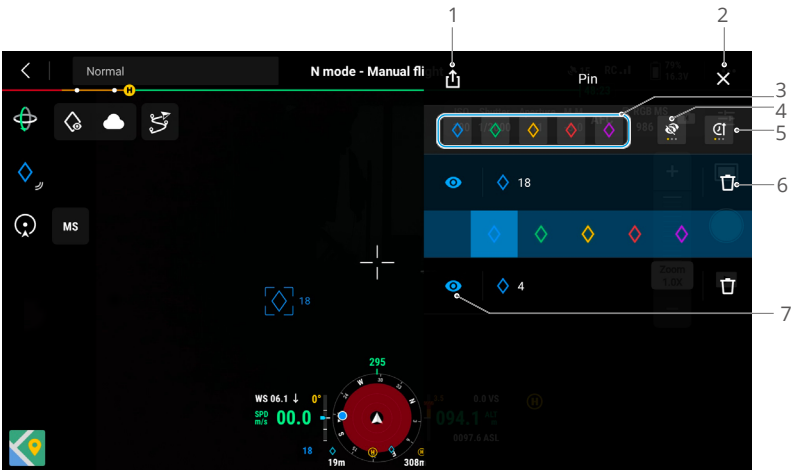 1 2
Normal
N mode - Manual fli
Pin
3
4
5
18
6
MS
Zoom
1.0X
18
4
7
295
WS 06.1 ↓ 0°
SPD
m/s 00.0
W 30 N
S E
0.0 VS
094.1 ALT
0097.6 ASL
18
19m 308m